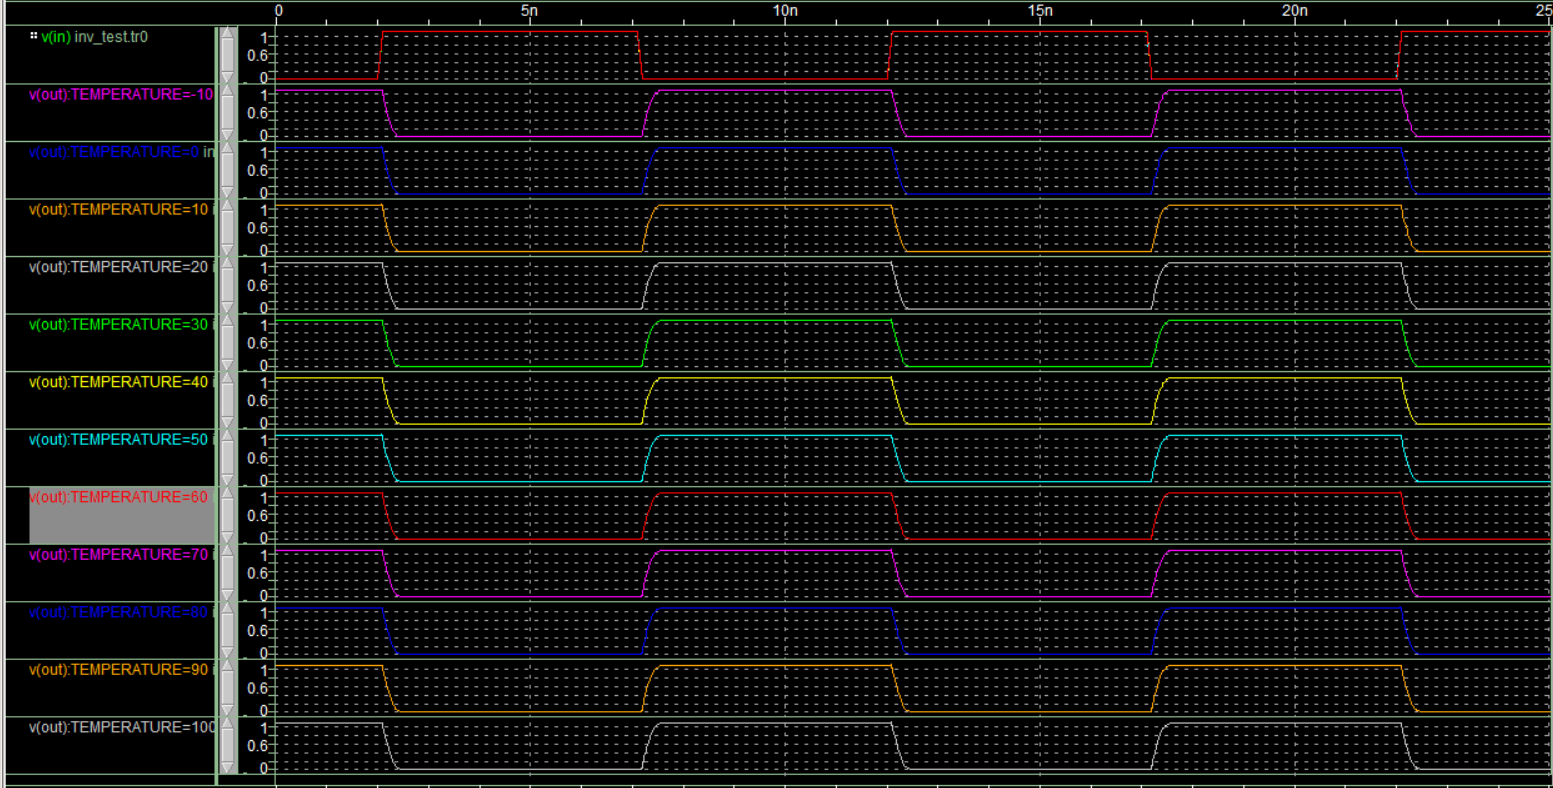 0 5n 10n 15n 20n 25
v(in) inv_test.tr0 1 0.6 0
v(out):TEMPERATURE=-10 1 0.6 0
v(out):TEMPERATURE=0 in 1 0.6 0
v(out):TEMPERATURE=10 i 1 0.6 0
v(out):TEMPERATURE=20 i 1 0.6 0
v(out):TEMPERATURE=30 i 1 0.6 0
v(out):TEMPERATURE=40 i 1 0.6 0
v(out):TEMPERATURE=50 i 1 0.6 0
v(out):TEMPERATURE=60 1 0.6 0
v(out):TEMPERATURE=70 i 1 0.6 0
v(out):TEMPERATURE=80 i 1 0.6 0
v(out):TEMPERATURE=90 i 1 0.6 0
v(out):TEMPERATURE=100 1 0.6 0